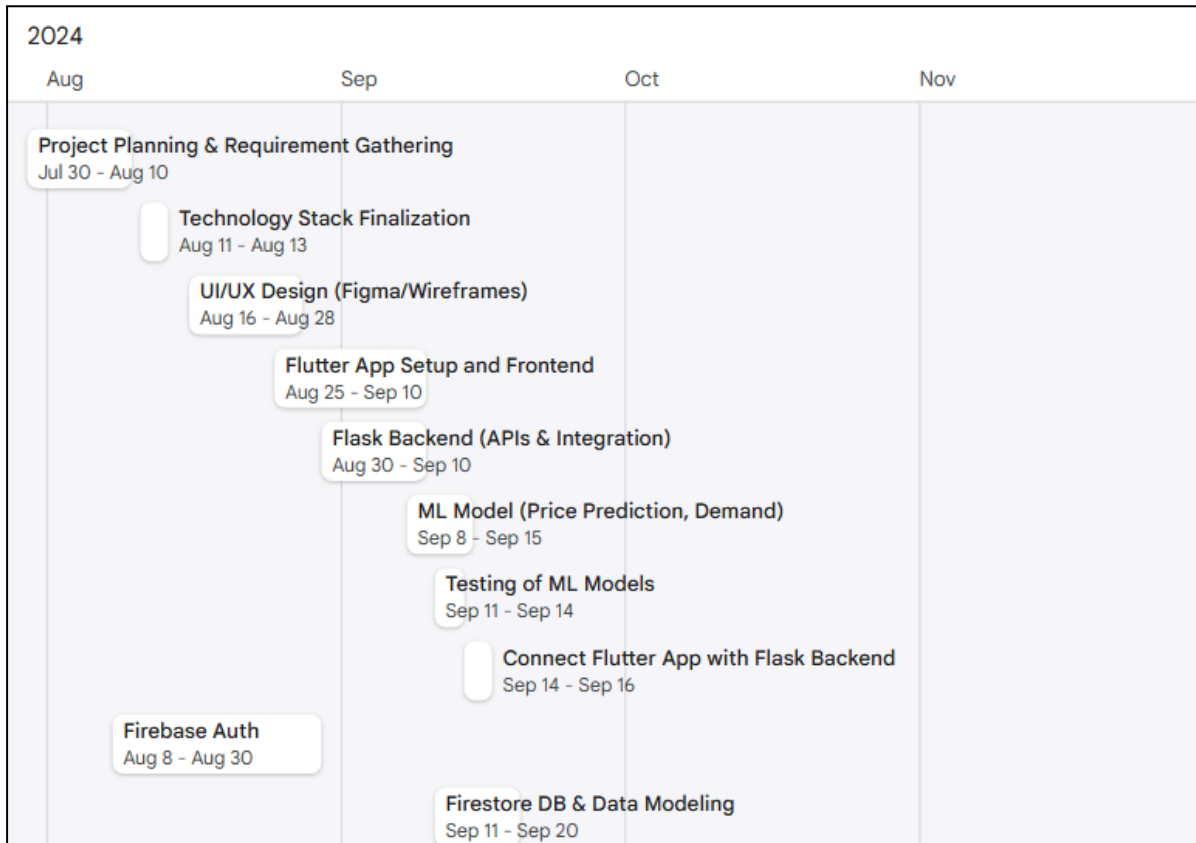 2024
Aug Sep Oct Nov
Project Planning & Requirement Gathering
Jul 30 - Aug 10
Technology Stack Finalization
Aug 11 - Aug 13
UI/UX Design (Figma/Wireframes)
Aug 16 - Aug 28
Flutter App Setup and Frontend
Aug 25 - Sep 10
Flask Backend (APIs & Integration)
Aug 30 - Sep 10
ML Model (Price Prediction, Demand)
Sep 8 - Sep 15
Testing of ML Models
Sep 11 - Sep 14
Connect Flutter App with Flask Backend
Sep 14 - Sep 16
Firebase Auth
Aug 8 - Aug 30
Firestore DB & Data Modeling
Sep 11 - Sep 20